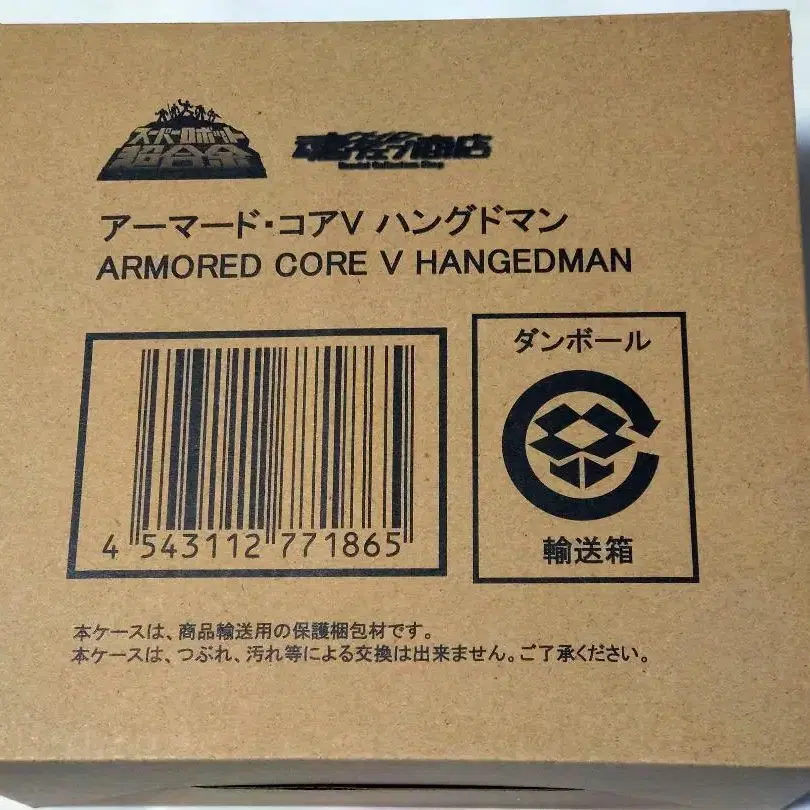 スーパーロボット
超合金
魂ウェブ商店
アーマード・コアV ハングドマン
ARMORED CORE V HANGEDMAN
ダンボール
4 543112 771865
輸送箱
本ケースは、商品輸送用の保護梱包材です。
本ケースは、つぶれ、汚れ等による交換は出来ません。ご了承ください。